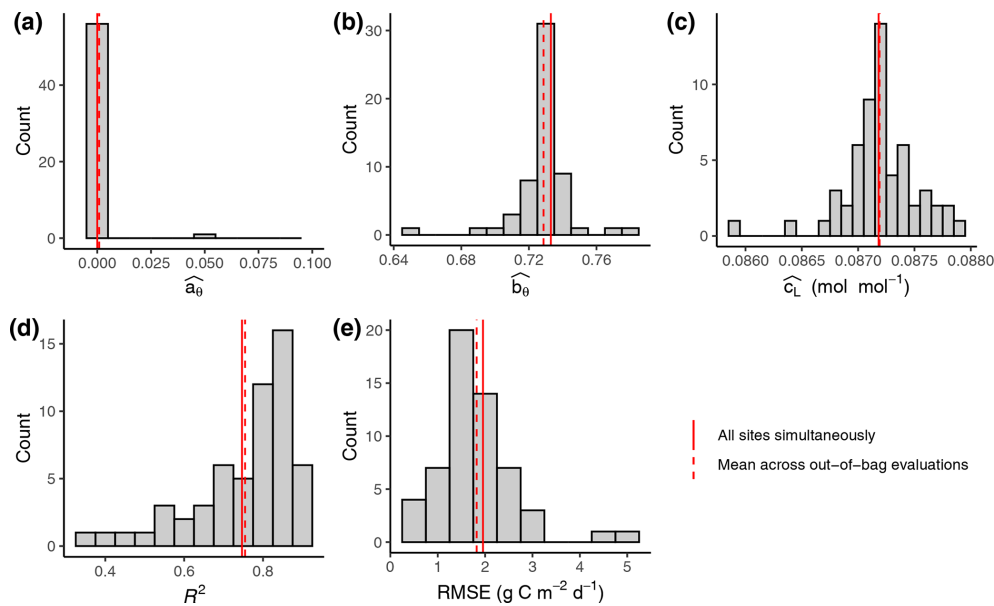 (a)
Count
40
20
0
0.000 0.025 0.050 0.075 0.100
âθ
(b)
Count
30
20
10
0
0.64 0.68 0.72 0.76
b̂θ
(c)
Count
10
5
0
0.0860 0.0865 0.0870 0.0875 0.0880
ĉL (mol mol⁻¹)
(d)
Count
15
10
5
0
0.4 0.6 0.8
R²
(e)
Count
20
15
10
5
0
0 1 2 3 4 5
RMSE (g C m⁻² d⁻¹)
All sites simultaneously
Mean across out−of−bag evaluations